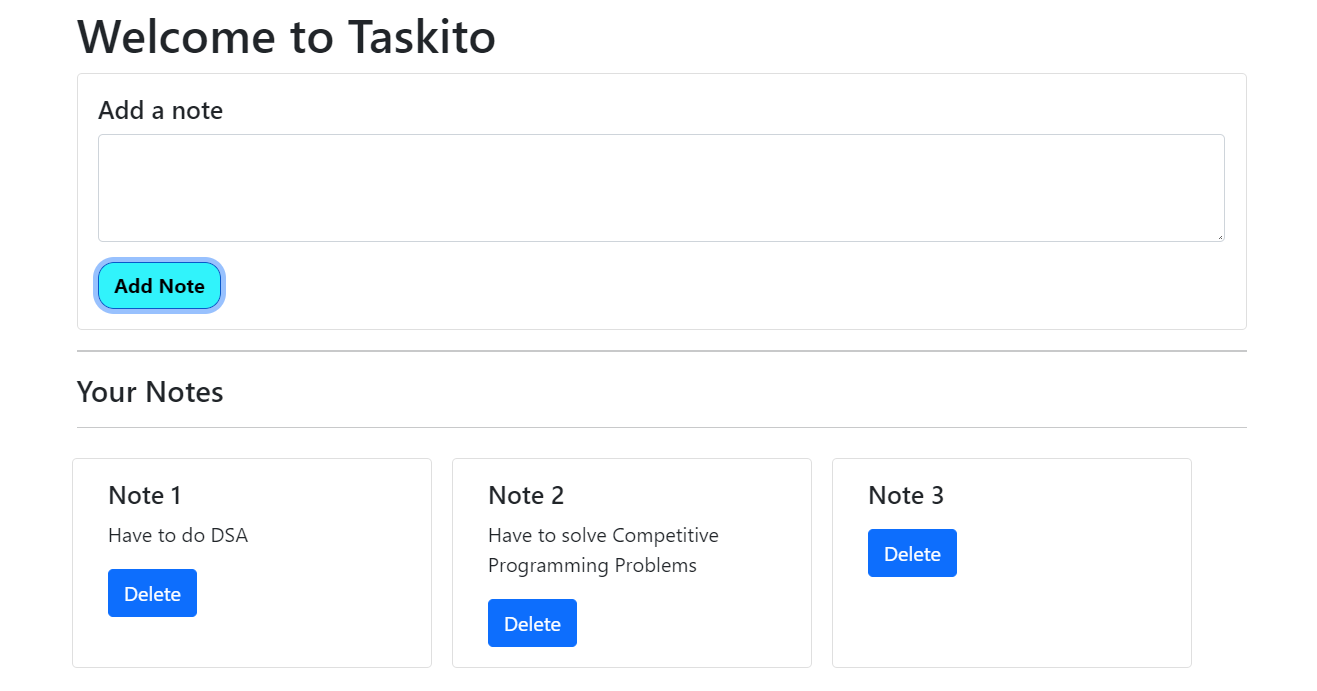 Welcome to Taskito
Add a note
Add Note
Your Notes
Note 1
Have to do DSA
Delete
Note 2
Have to solve Competitive
Programming Problems
Delete
Note 3
Delete